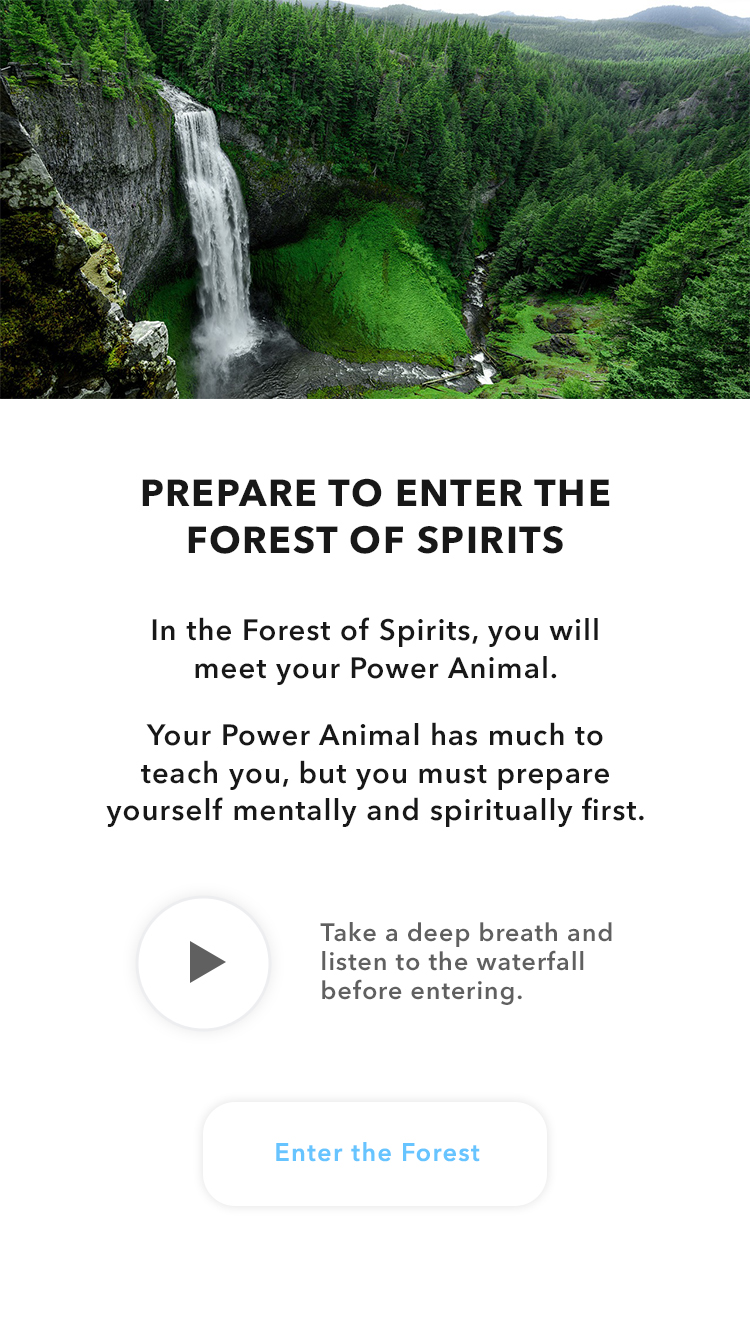 PREPARE TO ENTER THE
FOREST OF SPIRITS
In the Forest of Spirits, you will
meet your Power Animal.
Your Power Animal has much to
teach you, but you must prepare
yourself mentally and spiritually first.
Take a deep breath and
listen to the waterfall
before entering.
Enter the Forest